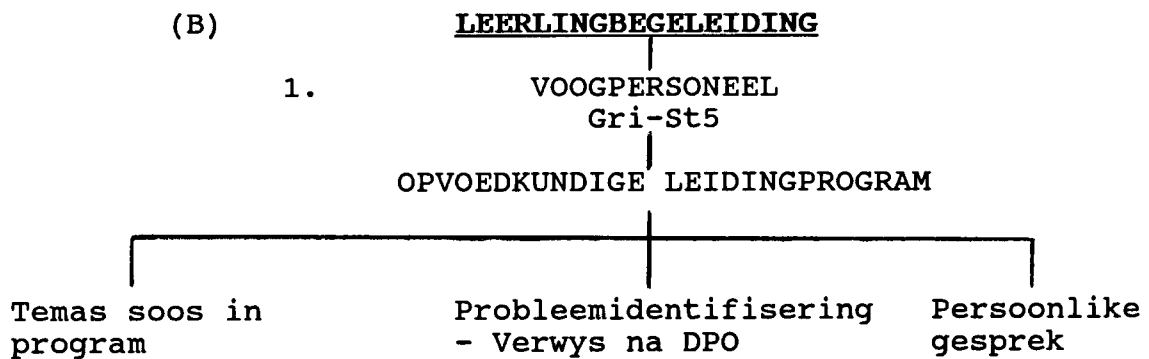 (B) LEERLINGBEGELEIDING
1. VOOGPERSONEEL
Gri-St5
OPVOEDKUNDIGE LEIDINGPROGRAM
Temas soos in program
Probleemidentifisering
- Verwys na DPO
Persoonlike gesprek